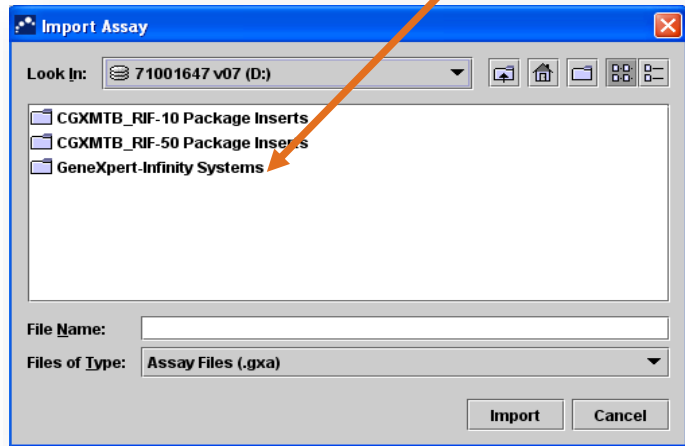 Import Assay
Look In: 71001647 v07 (D:)
CGXMTB_RIF-10 Package Inserts
CGXMTB_RIF-50 Package Inserts
GeneXpert-Infinity Systems
File Name:
Files of Type: Assay Files (.gxa)
Import Cancel